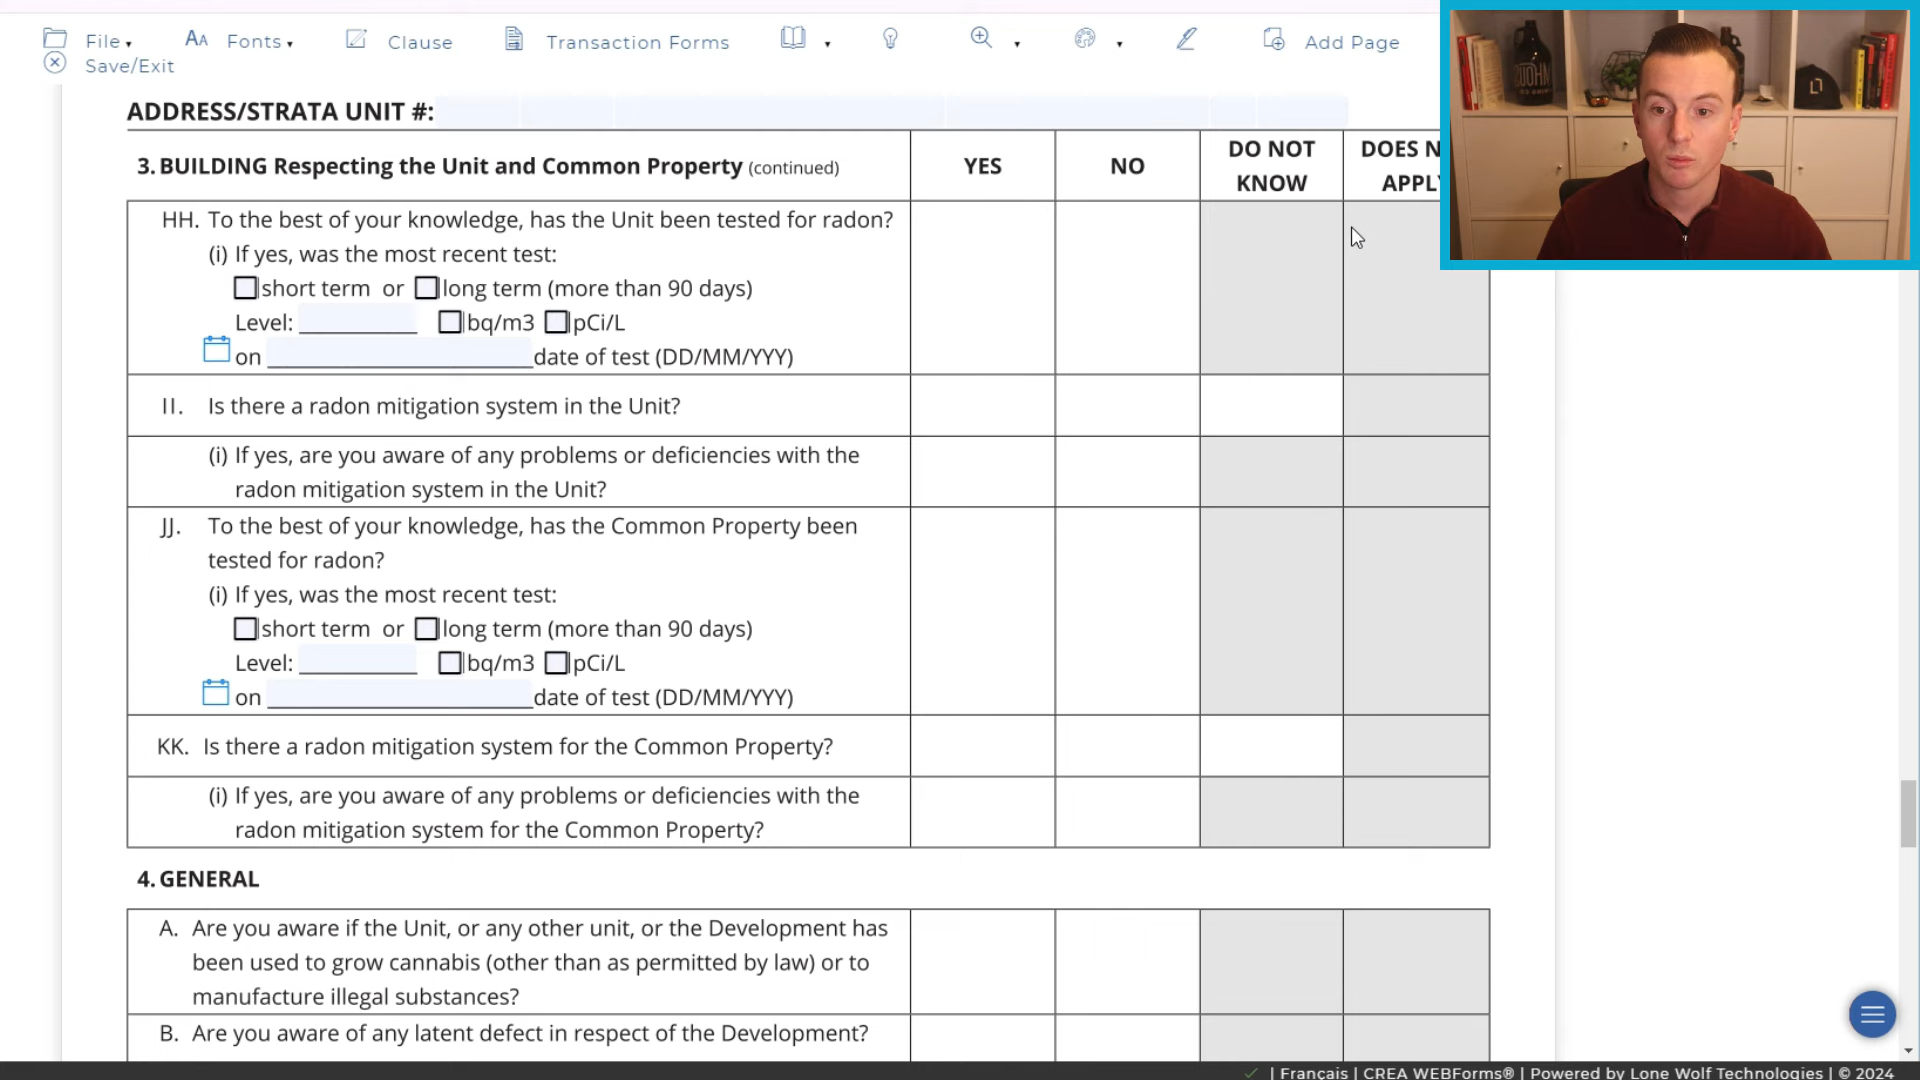 File
Fonts
Clause
Transaction Forms
Add Page
Save/Exit
ADDRESS/STRATA UNIT #:
3. BUILDING Respecting the Unit and Common Property (continued)
YES
NO
DO NOT
KNOW
DOES N
APPLY
HH. To the best of your knowledge, has the Unit been tested for radon?
(i) If yes, was the most recent test:
short term or long term (more than 90 days)
Level: bq/m3 pCi/L
on date of test (DD/MM/YYY)
II. Is there a radon mitigation system in the Unit?
(i) If yes, are you aware of any problems or deficiencies with the
radon mitigation system in the Unit?
JJ. To the best of your knowledge, has the Common Property been
tested for radon?
(i) If yes, was the most recent test:
short term or long term (more than 90 days)
Level: bq/m3 pCi/L
on date of test (DD/MM/YYY)
KK. Is there a radon mitigation system for the Common Property?
(i) If yes, are you aware of any problems or deficiencies with the
radon mitigation system for the Common Property?
4. GENERAL
A. Are you aware if the Unit, or any other unit, or the Development has
been used to grow cannabis (other than as permitted by law) or to
manufacture illegal substances?
B. Are you aware of any latent defect in respect of the Development?
| Français | CREA WEBForms® | Powered by Lone Wolf Technologies | © 2024